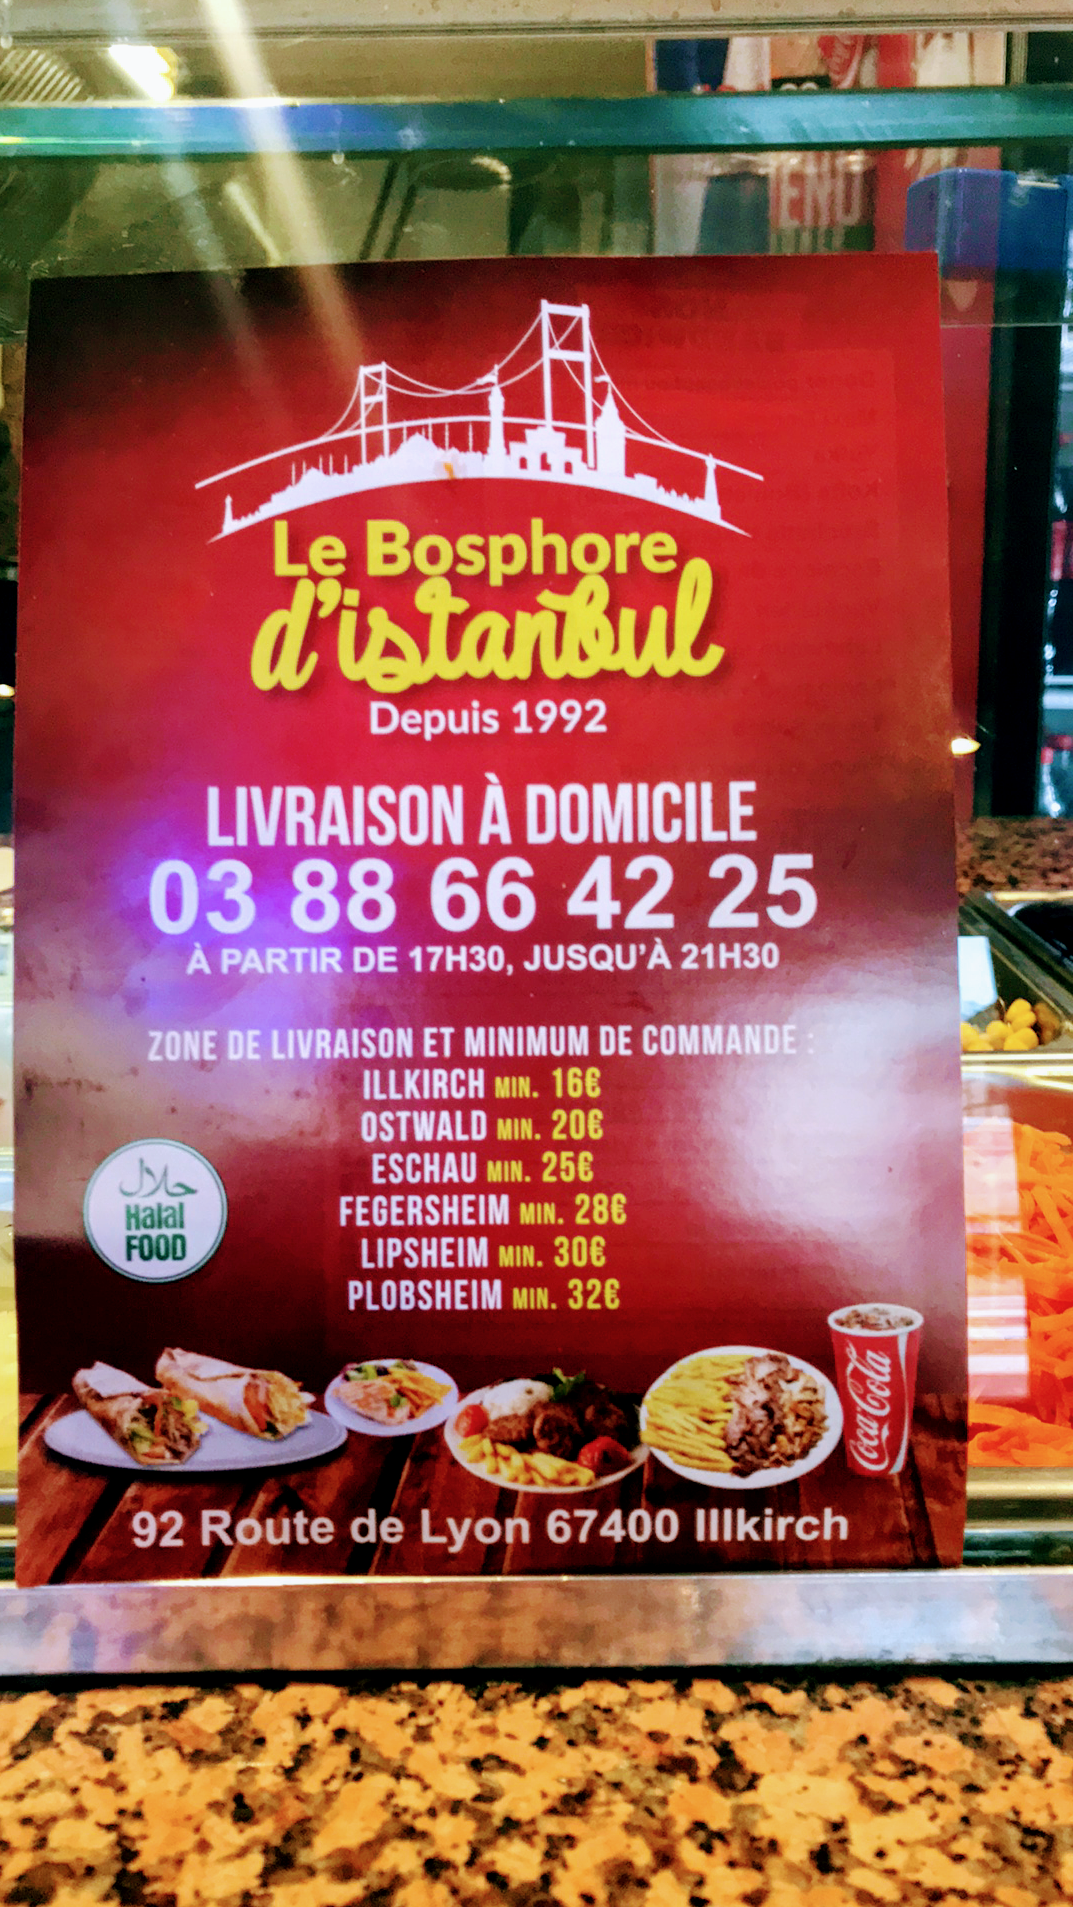 MENU
Le Bosphore
d'istanbul
Depuis 1992
LIVRAISON À DOMICILE
03 88 66 42 25
À PARTIR DE 17H30, JUSQU'À 21H30
ZONE DE LIVRAISON ET MINIMUM DE COMMANDE :
ILLKIRCH MIN. 16€
OSTWALD MIN. 20€
ESCHAU MIN. 25€
FEGERSHEIM MIN. 28€
LIPSHEIM MIN. 30€
PLOBSHEIM MIN. 32€
حلال
Halal
FOOD
Coca-Cola
92 Route de Lyon 67400 Illkirch